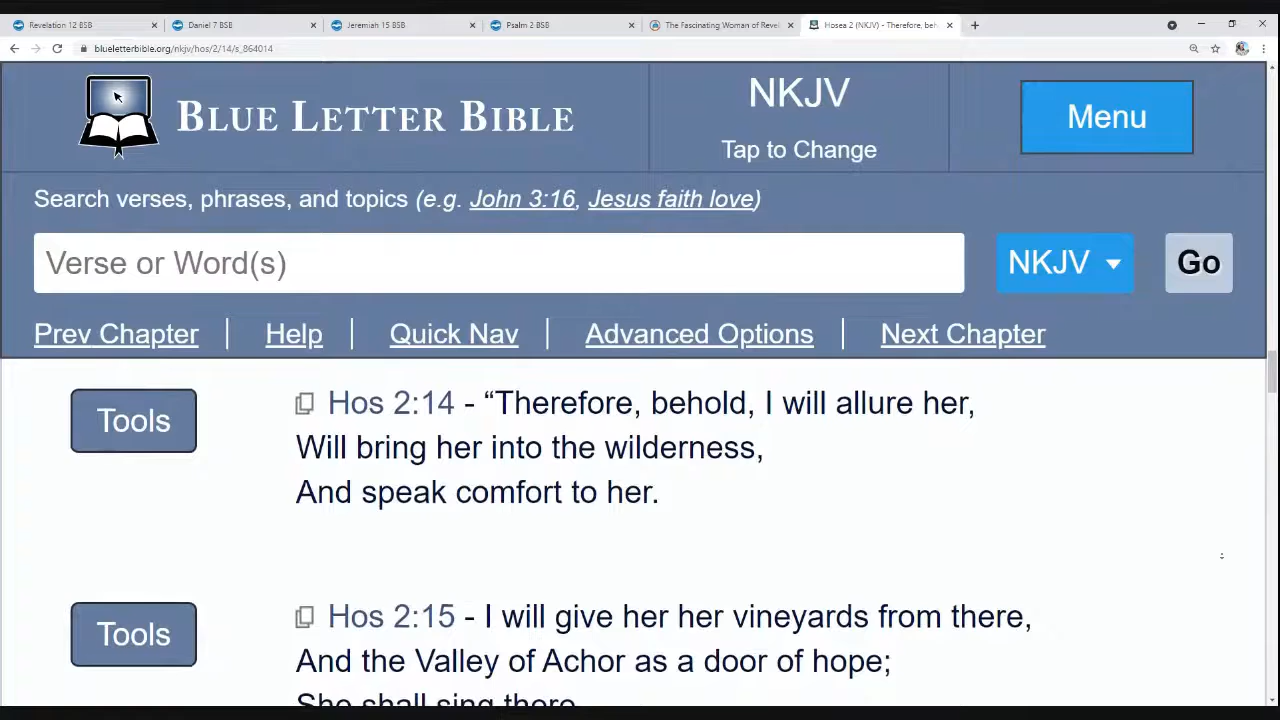 Revelation 12 BSB
Daniel 7 BSB
Jeremiah 15 BSB
Psalm 2 BSB
The Fascinating Woman of Revel
Hosea 2 (NKJV) - Therefore, beh
blueletterbible.org/nkjv/hos/2/14/s_864014
BLUE LETTER BIBLE
NKJV
Tap to Change
Menu
Search verses, phrases, and topics (e.g. John 3:16, Jesus faith love)
Verse or Word(s)
NKJV
Go
Prev Chapter | Help | Quick Nav | Advanced Options | Next Chapter
Tools
Hos 2:14 - “Therefore, behold, I will allure her,
Will bring her into the wilderness,
And speak comfort to her.
Tools
Hos 2:15 - I will give her her vineyards from there,
And the Valley of Achor as a door of hope;
She shall sing there,